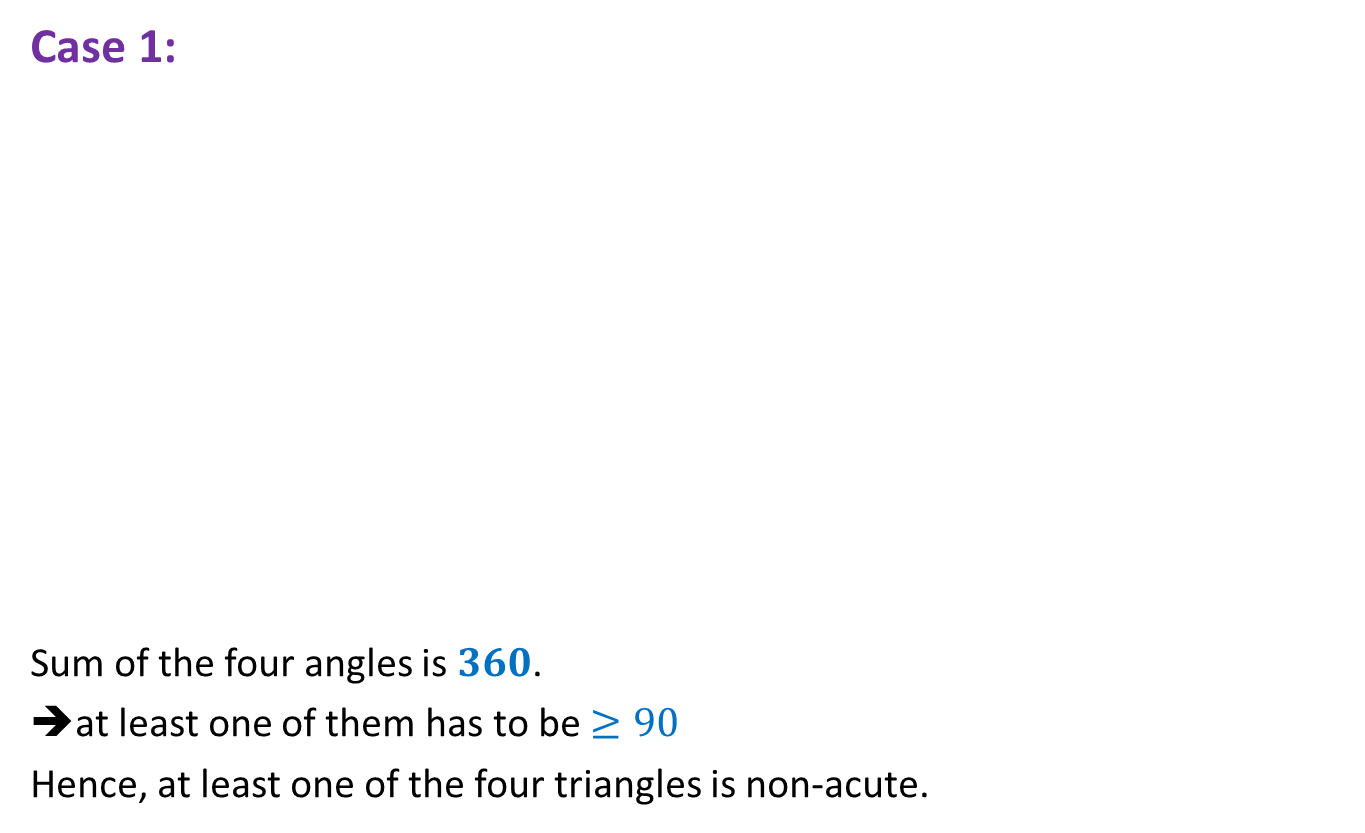 Case 1:
Sum of the four angles is 360.
➔at least one of them has to be ≥ 90
Hence, at least one of the four triangles is non-acute.